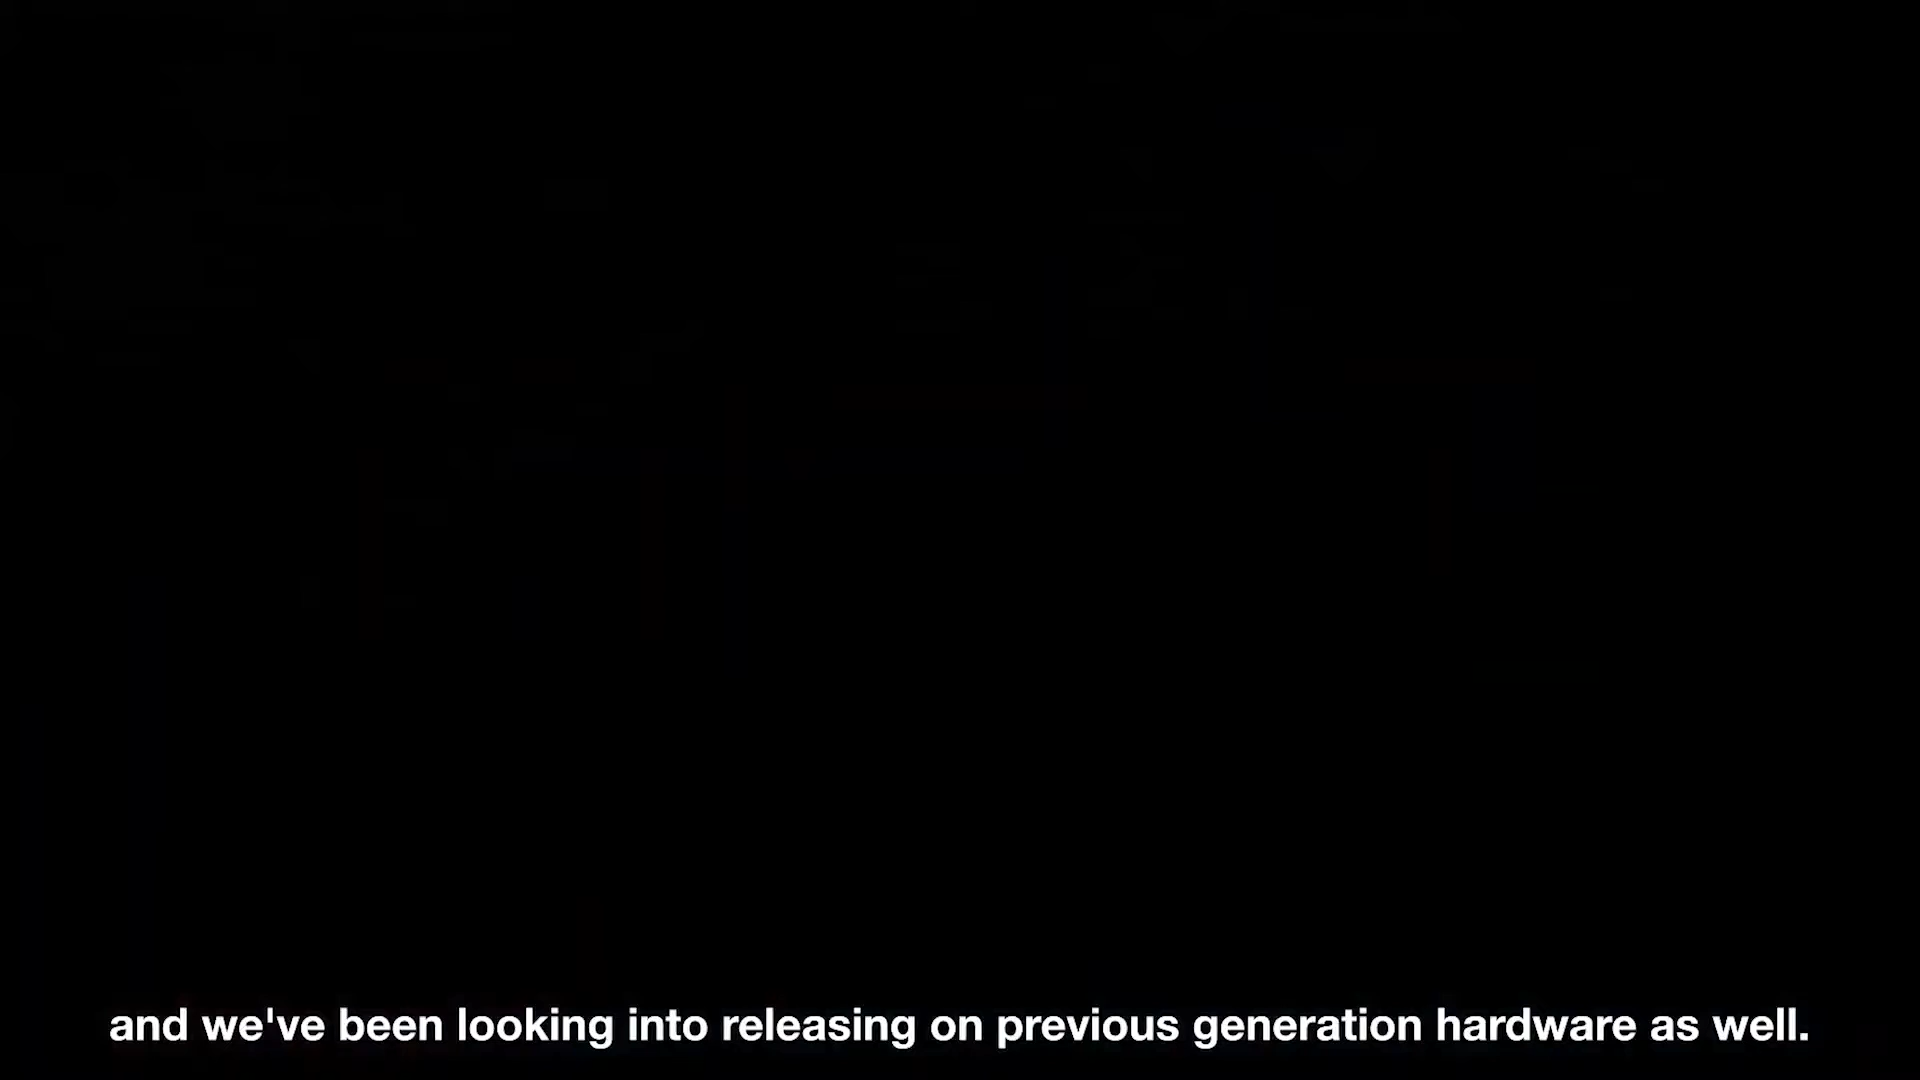 and we've been looking into releasing on previous generation hardware as well.